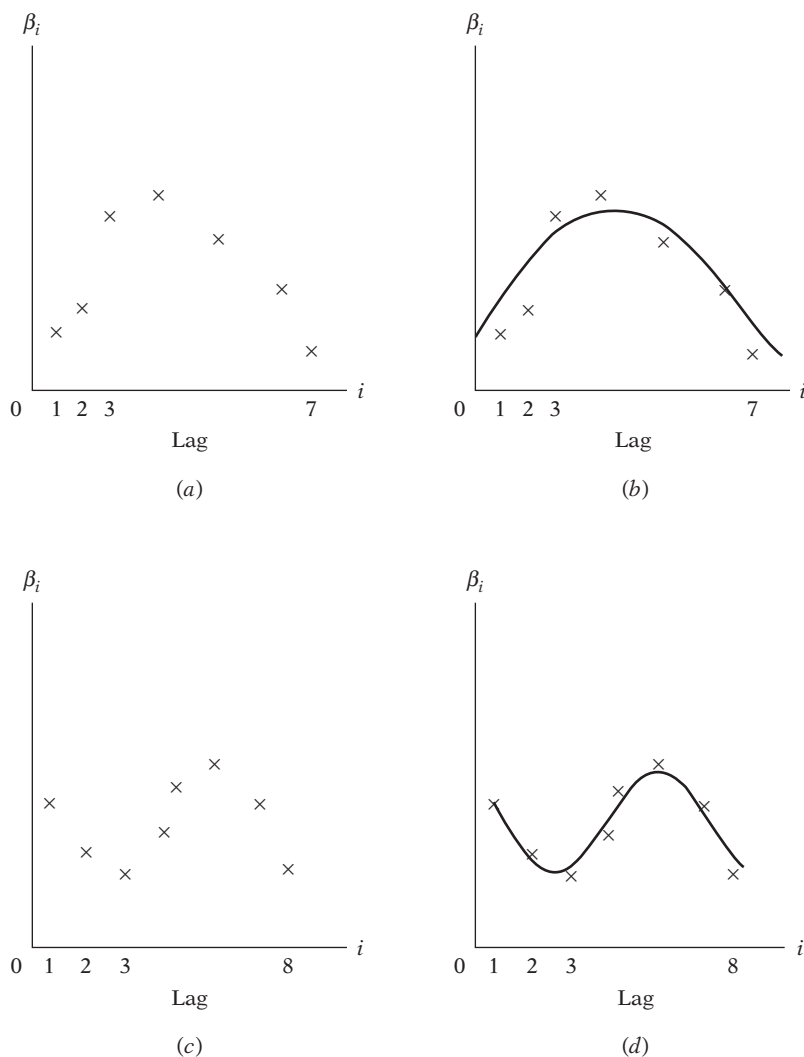 βi βi
i i
0 1 2 3 7 0 1 2 3 7
Lag Lag
(a) (b)
βi βi
i i
0 1 2 3 8 0 1 2 3 8
Lag Lag
(c) (d)